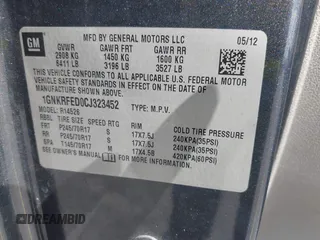 GM
MFD BY GENERAL MOTORS LLC
05/12
GVWR GAWR FRT GAWR RR
2908 KG 1450 KG 1600 KG
6411 LB 3196 LB 3527 LB
THIS VEHICLE CONFORMS TO ALL APPLICABLE U.S. FEDERAL MOTOR
VEHICLE SAFETY STANDARDS IN EFFECT ON THE DATE OF
MANUFACTURE SHOWN ABOVE.
1GNKRFED0CJ323452 TYPE: M.P.V.
MODEL: R14526
TIRE SIZE SPEED RTG RIM COLD TIRE PRESSURE
FRT P245/70R17 S 17X7.5J 240KPA(35PSI)
RR P245/70R17 S 17X7.5J 240KPA(35PSI)
SPA T145/70R17 M 17X4.5B 420KPA(60PSI)
SEE OWNER'S MANUAL FOR ADDITIONAL INFORMATION.